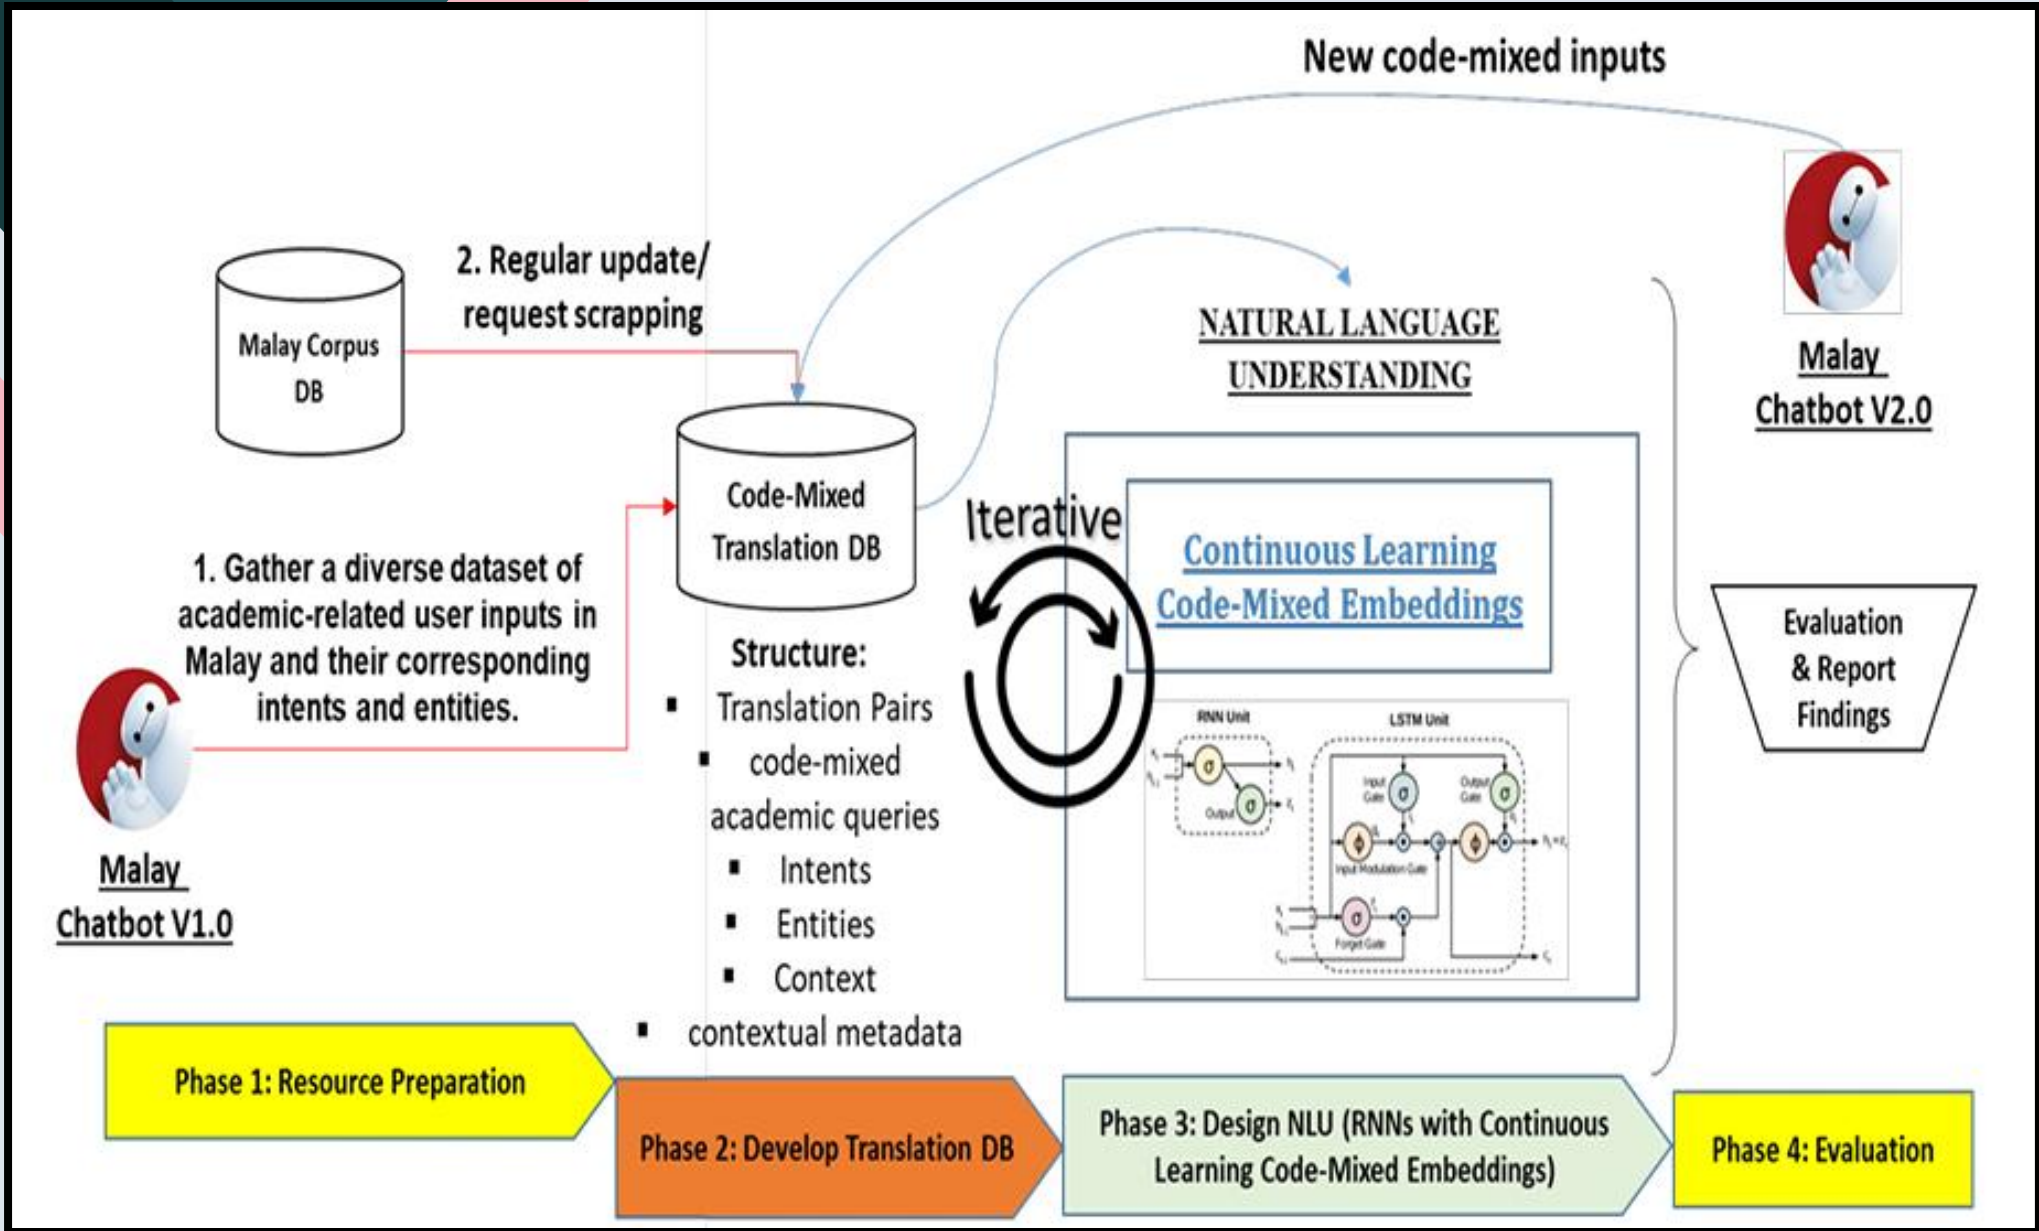 New code-mixed inputs
2. Regular update/
request scrapping
Malay Corpus
DB
NATURAL LANGUAGE
UNDERSTANDING
Malay
Chatbot V2.0
Code-Mixed
Translation DB
Iterative
Continuous Learning
Code-Mixed Embeddings
1. Gather a diverse dataset of
academic-related user inputs in
Malay and their corresponding
intents and entities.
Evaluation
& Report
Findings
Structure:
▪ Translation Pairs
▪ code-mixed
academic queries
▪ Intents
▪ Entities
▪ Context
▪ contextual metadata
RNN Unit
σ
σ
Output
LSTM Unit
Input
Gate
σ
Output
Gate
σ
ϕ
ϕ
Input Modulation Gate
σ
Forget Gate
Malay
Chatbot V1.0
Phase 1: Resource Preparation
Phase 2: Develop Translation DB
Phase 3: Design NLU (RNNs with Continuous
Learning Code-Mixed Embeddings)
Phase 4: Evaluation